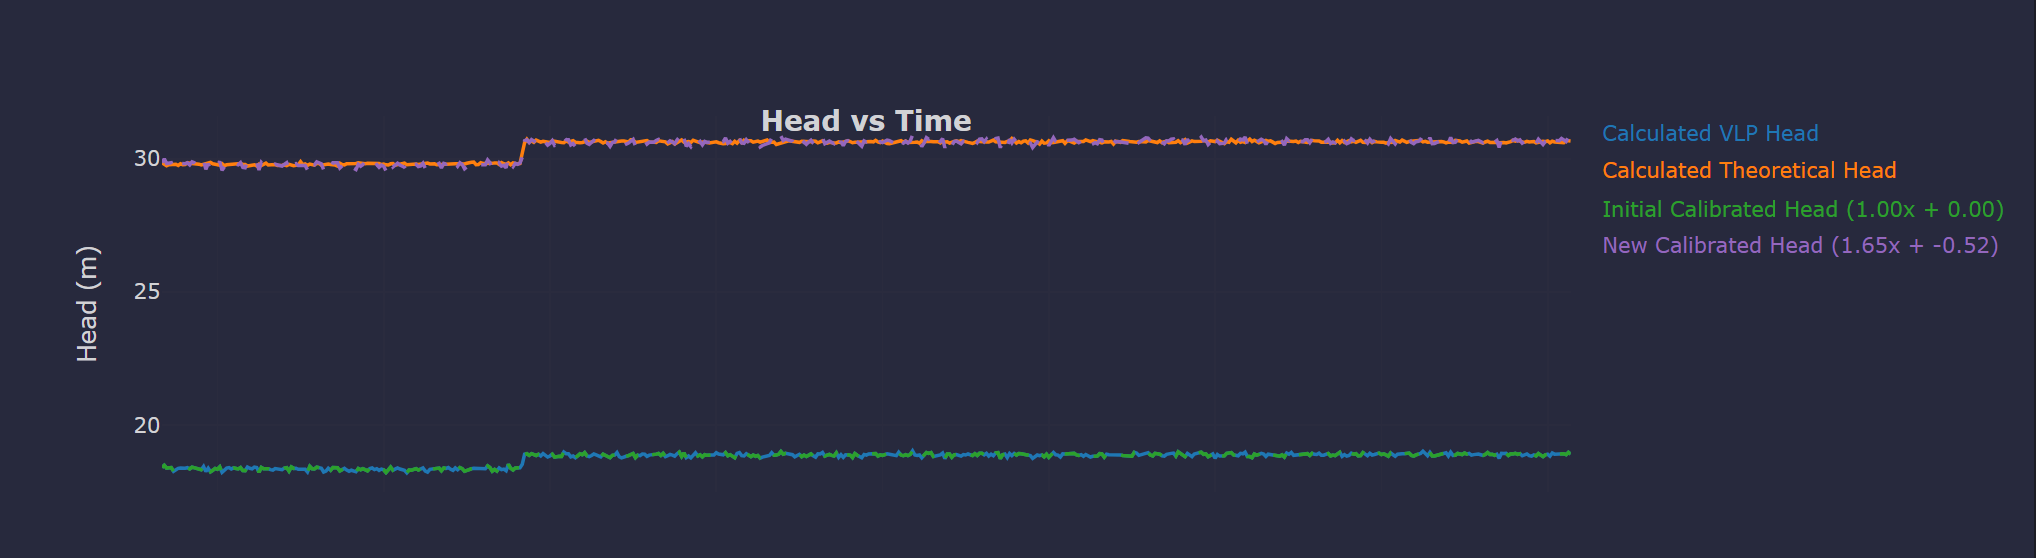 Head vs Time
Head (m)
30
25
20
Calculated VLP Head
Calculated Theoretical Head
Initial Calibrated Head (1.00x + 0.00)
New Calibrated Head (1.65x + -0.52)